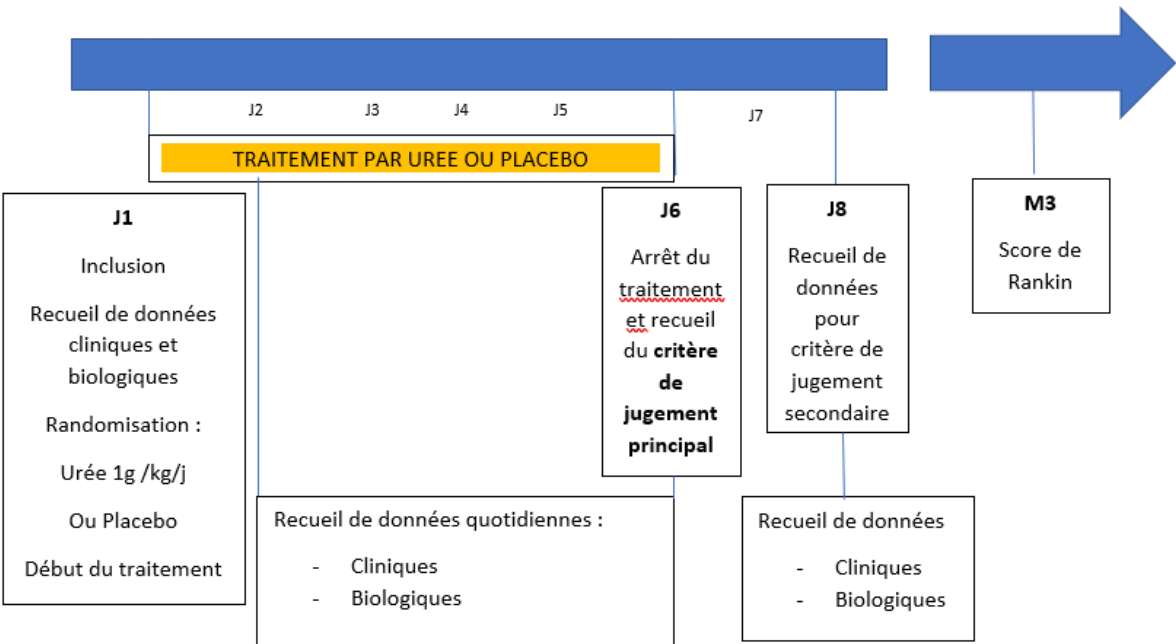 J2
J3
J4
J5
J7
TRAITEMENT PAR UREE OU PLACEBO
J1
Inclusion
Recueil de données
cliniques et
biologiques
Randomisation :
Urée 1g /kg/j
Ou Placebo
Début du traitement
J6
Arrêt du
traitement
et recueil
du critère
de
jugement
principal
J8
Recueil de
données
pour
critère de
jugement
secondaire
M3
Score de
Rankin
Recueil de données quotidiennes :
- Cliniques
- Biologiques
Recueil de données
- Cliniques
- Biologiques